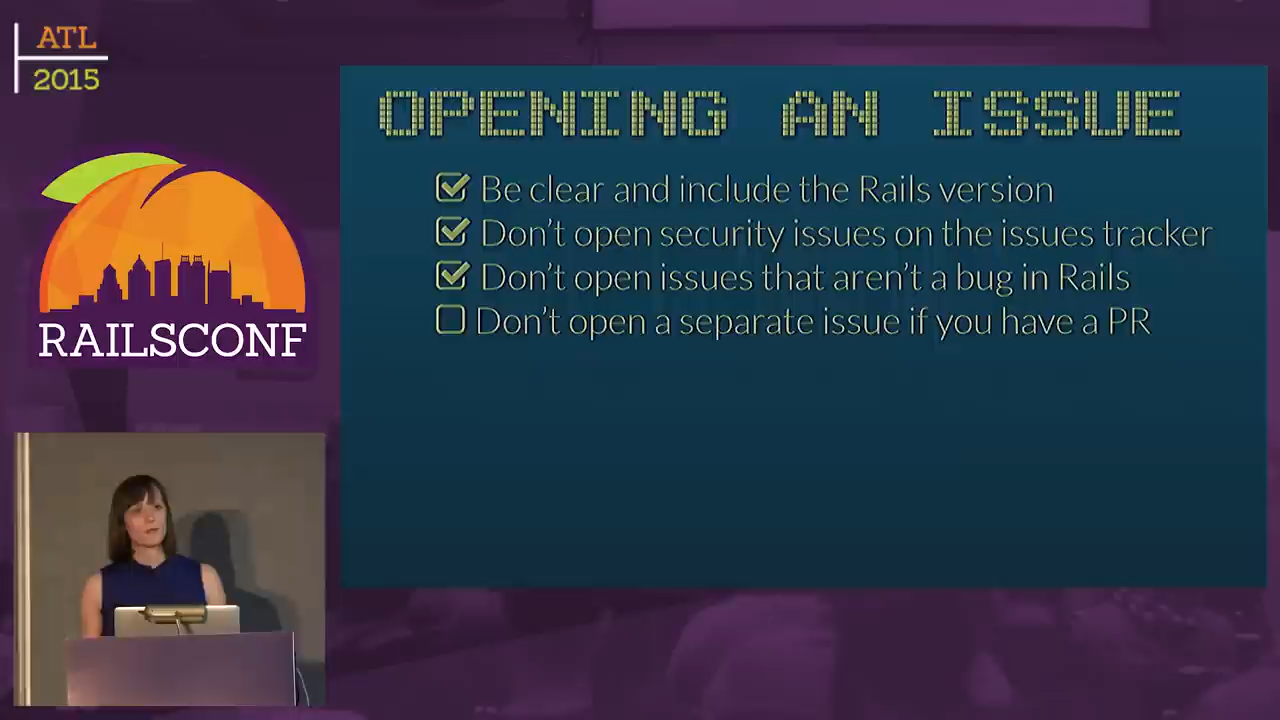 ATL
2015
RAILSCONF
OPENING AN ISSUE
Be clear and include the Rails version
Don't open security issues on the issues tracker
Don't open issues that aren't a bug in Rails
Don't open a separate issue if you have a PR